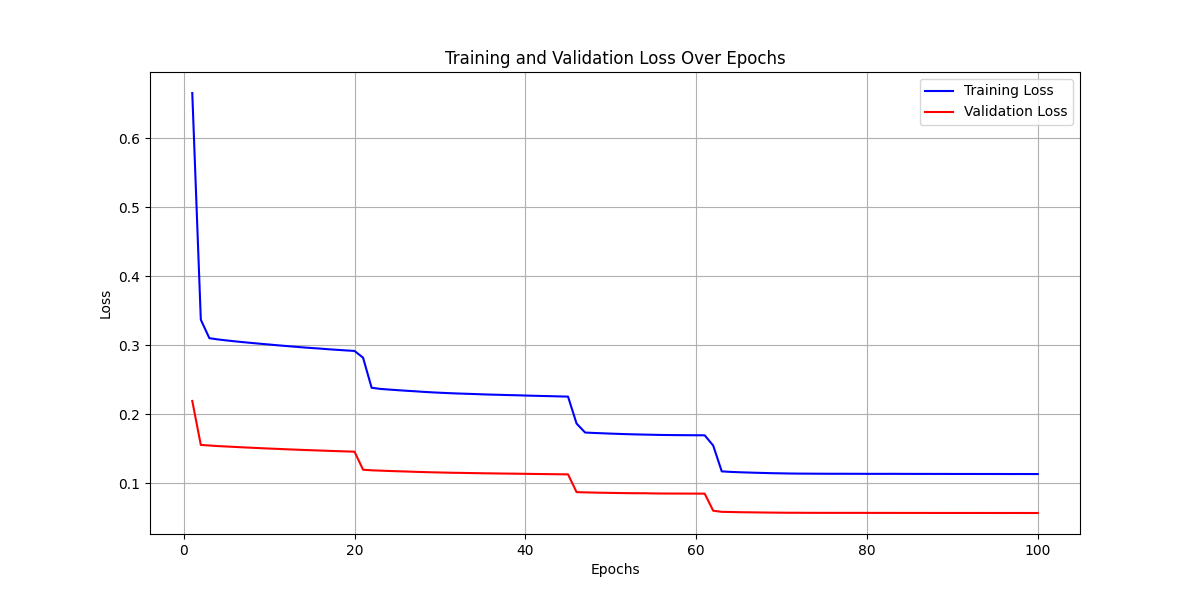 Training and Validation Loss Over Epochs
Training Loss
Validation Loss
0.6
0.5
0.4
0.3
0.2
0.1
Loss
0 20 40 60 80 100
Epochs